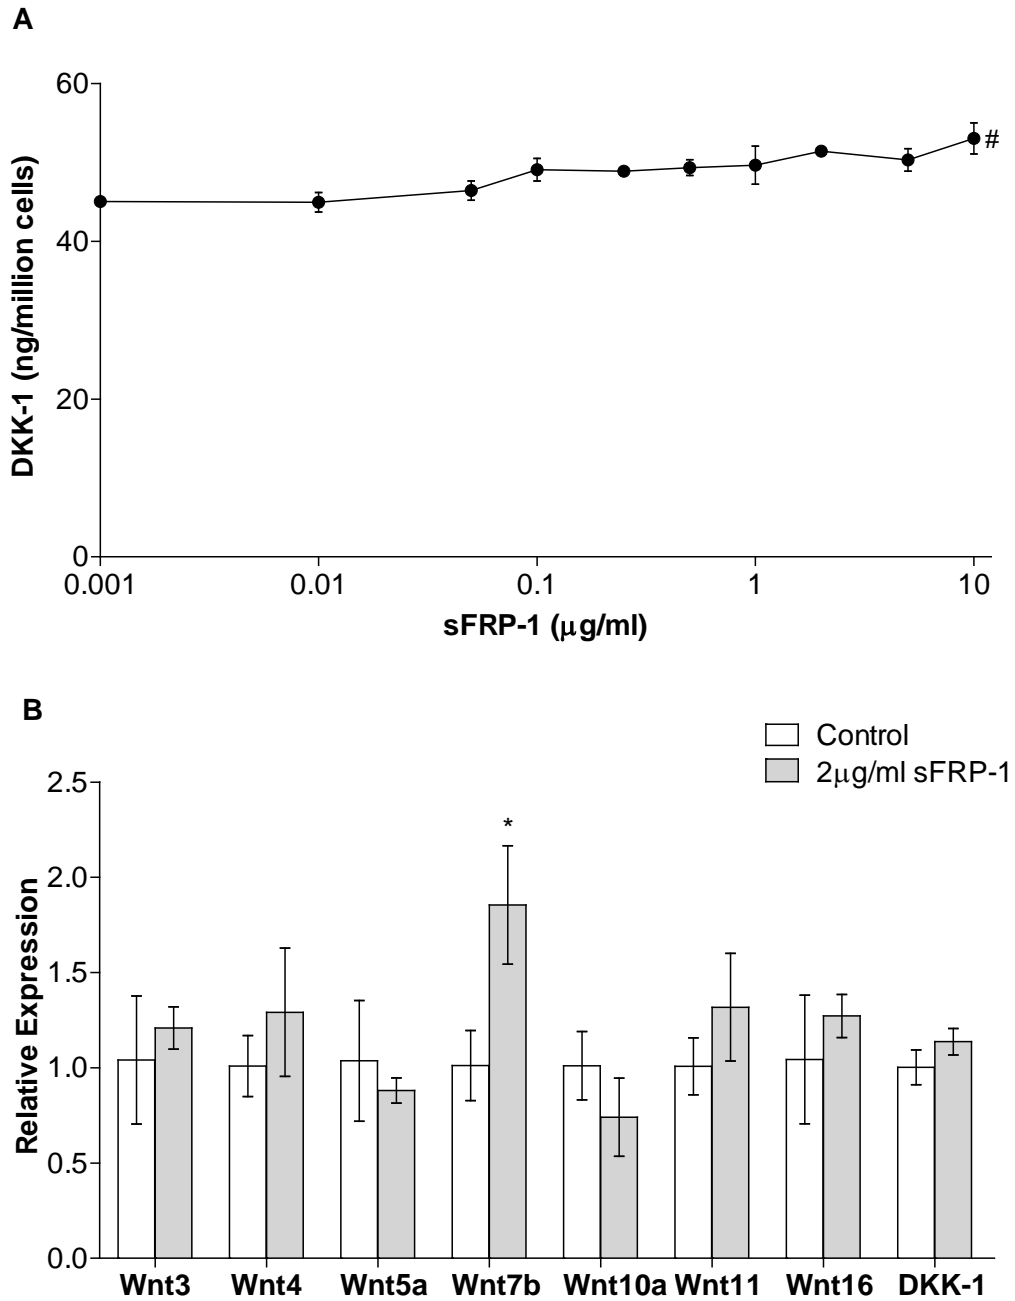 A
60
40
20
0
DKK-1 (ng/million cells)
#
0.001 0.01 0.1 1 10
sFRP-1 (μg/ml)
B
Control
2μg/ml sFRP-1
2.5
2.0
1.5
1.0
0.5
0.0
Relative Expression
*
Wnt3 Wnt4 Wnt5a Wnt7b Wnt10a Wnt11 Wnt16 DKK-1